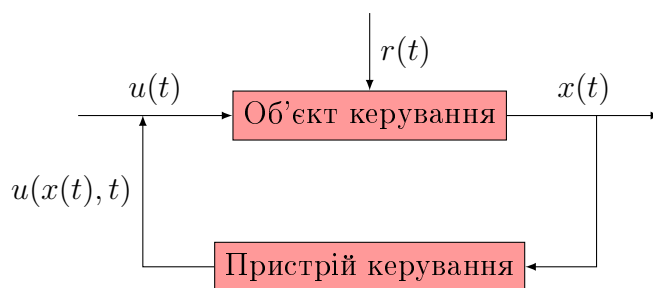 r(t)
u(t)
x(t)
Об'єкт керування
u(x(t), t)
Пристрій керування